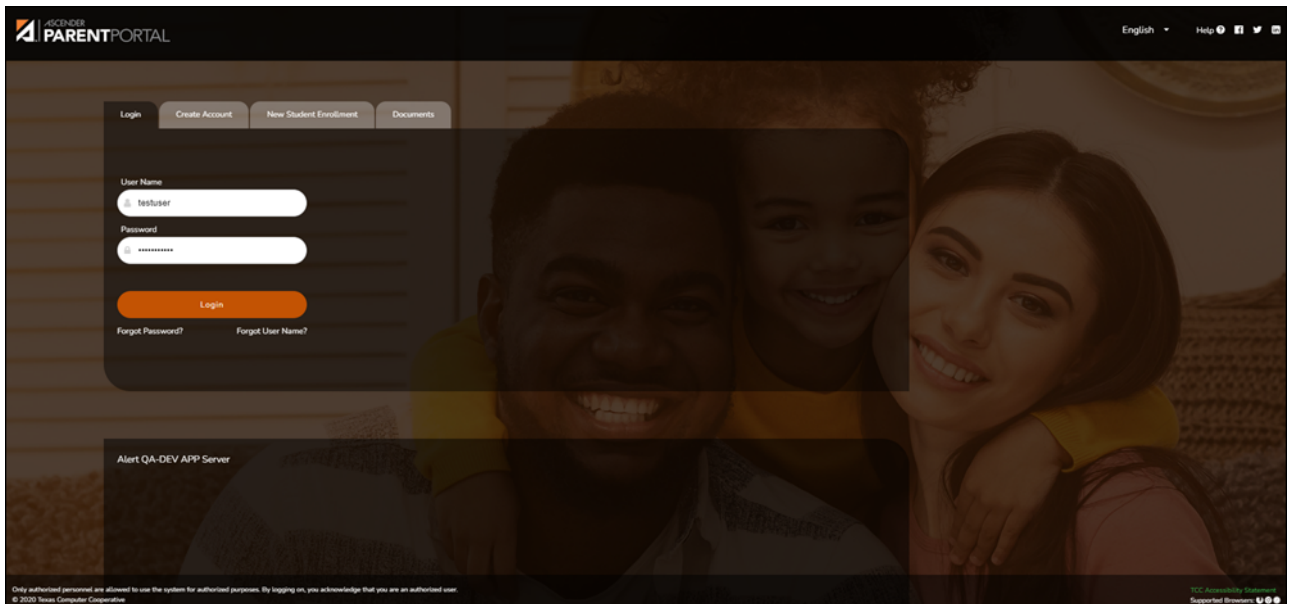 ASCENDER
PARENTPORTAL
English
Help
Login
Create Account
New Student Enrollment
Documents
User Name
testuser
Password
Login
Forgot Password?
Forgot User Name?
Alert QA-DEV APP Server
Only authorized personnel are allowed to use the system for authorized purposes. By logging on, you acknowledge that you are an authorized user.
© 2020 Texas Computer Cooperative
TCC Accessibility Statement
Supported Browsers: